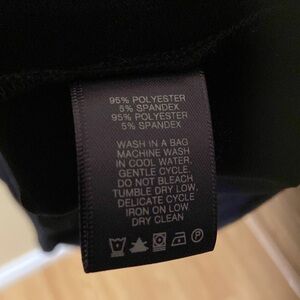 95% POLYESTER
5% SPANDEX
95% POLYESTER
5% SPANDEX
WASH IN A BAG
MACHINE WASH
IN COOL WATER,
GENTLE CYCLE.
DO NOT BLEACH
TUMBLE DRY LOW,
DELICATE CYCLE
IRON ON LOW
DRY CLEAN
P